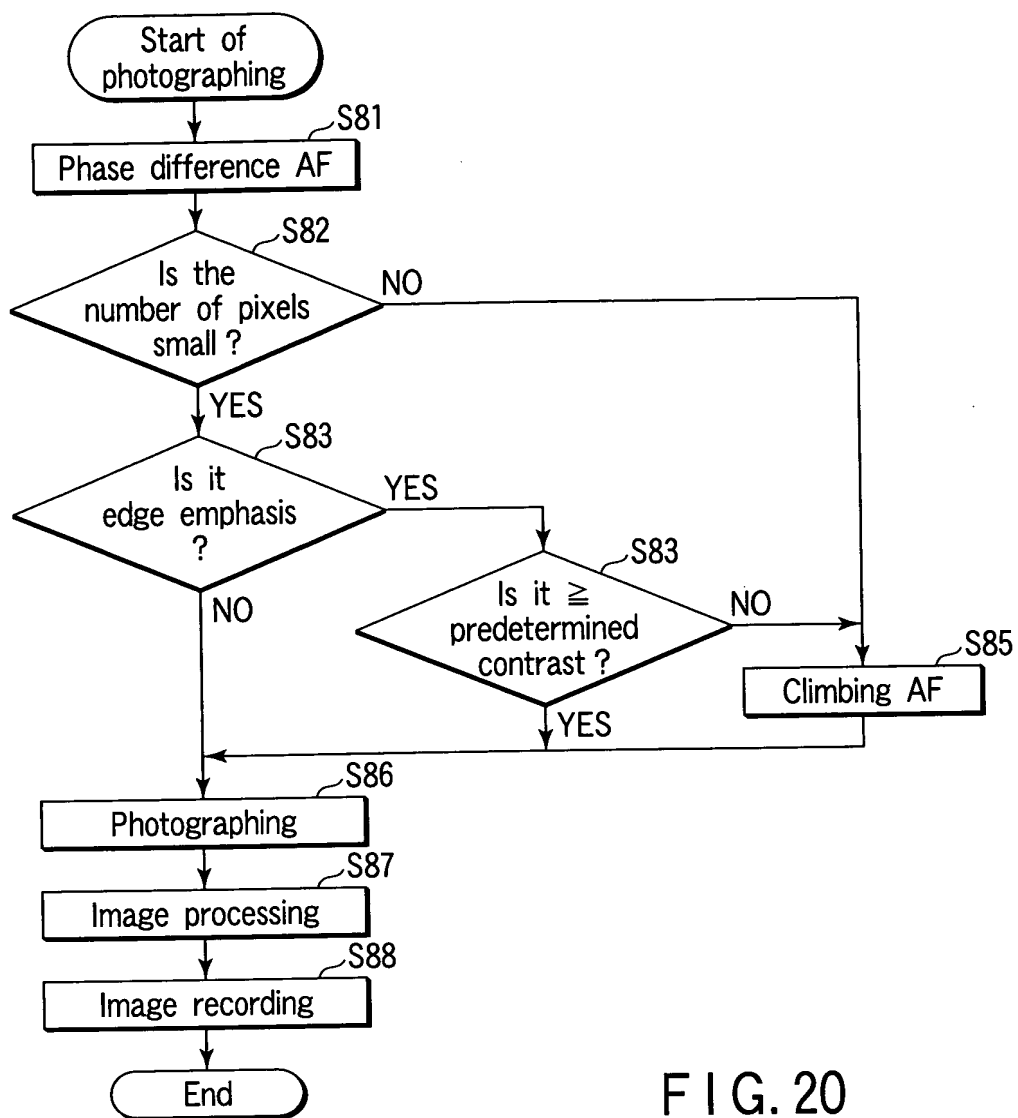 Start of
photographing
S81
Phase difference AF
S82
Is the
number of pixels
small ?
NO
YES
S83
Is it
edge emphasis
?
YES
NO
S83
Is it ≧
predetermined
contrast ?
NO
YES
S85
Climbing AF
S86
Photographing
S87
Image processing
S88
Image recording
End
FIG. 20